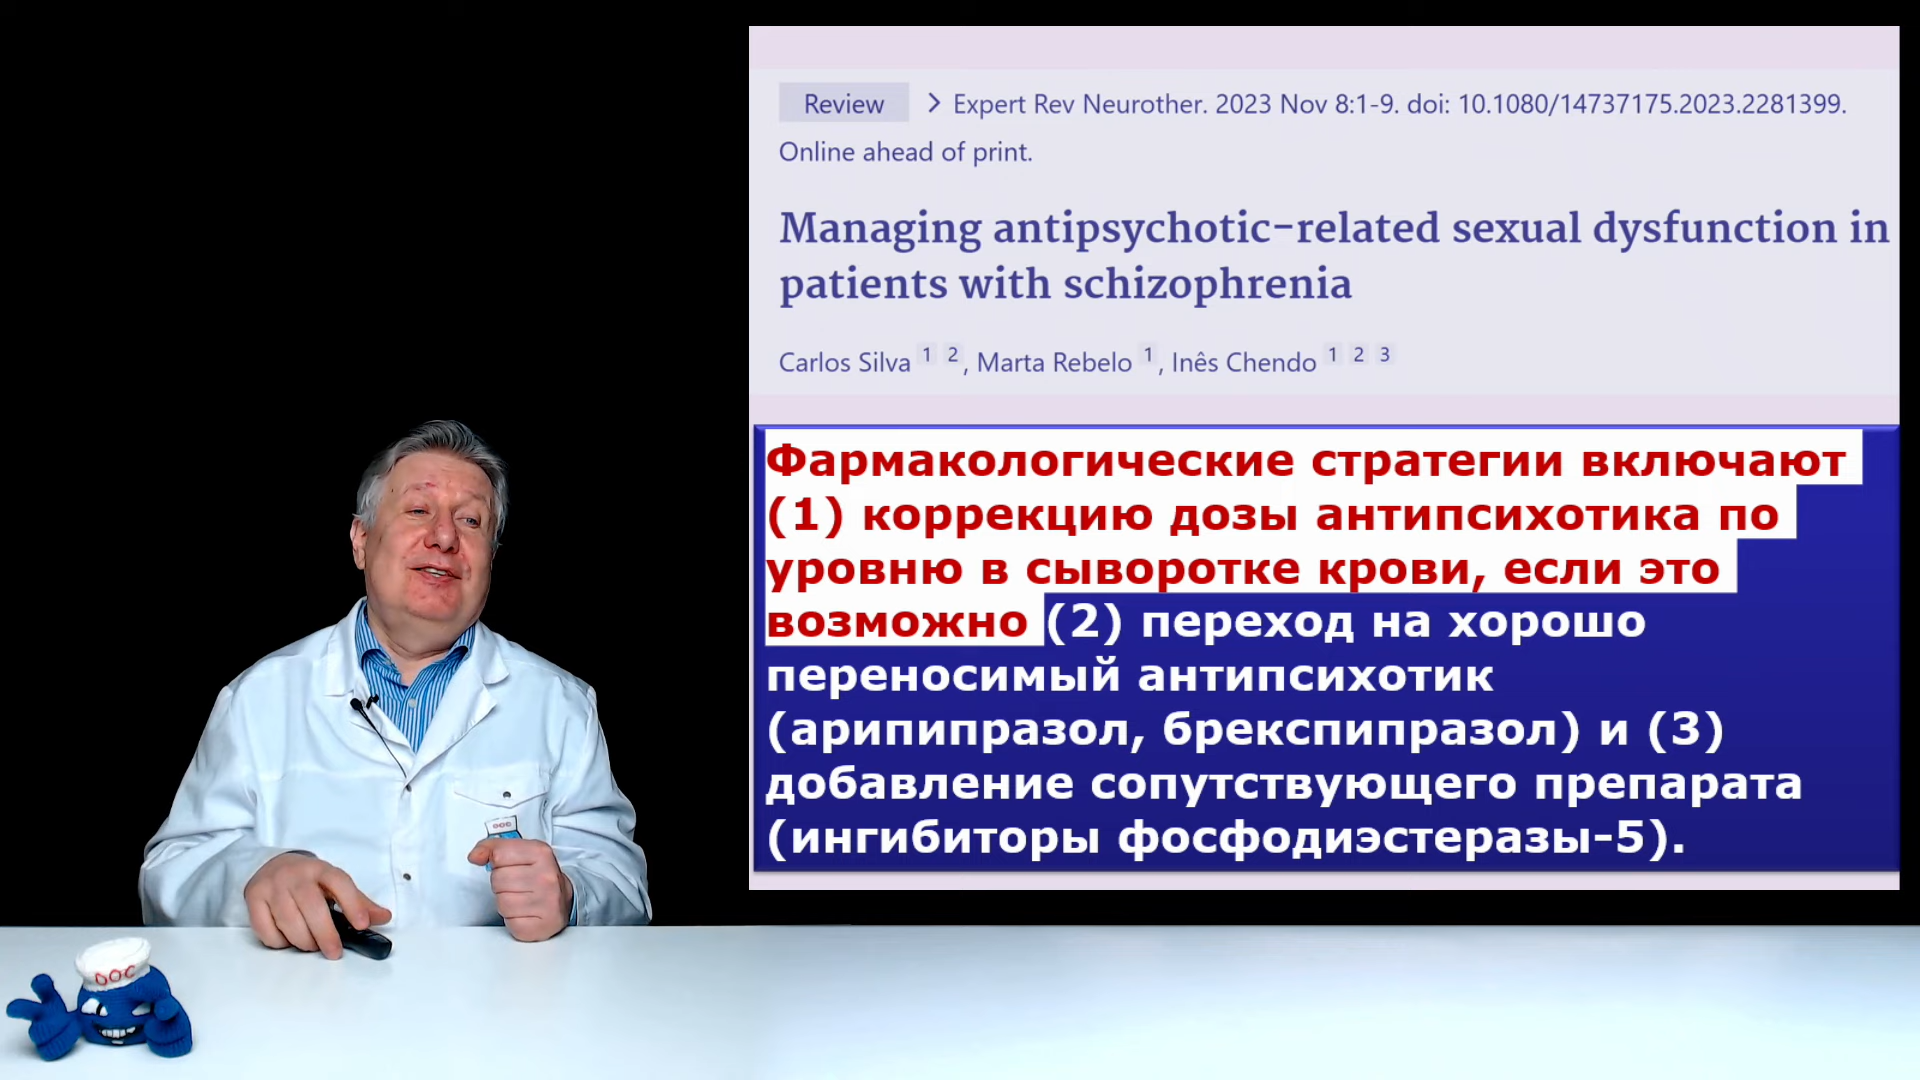 Review > Expert Rev Neurother. 2023 Nov 8:1-9. doi: 10.1080/14737175.2023.2281399.
Online ahead of print.
Managing antipsychotic-related sexual dysfunction in
patients with schizophrenia
Carlos Silva 1 2, Marta Rebelo 1, Inês Chendo 1 2 3
Фармакологические стратегии включают
(1) коррекцию дозы антипсихотика по
уровню в сыворотке крови, если это
возможно (2) переход на хорошо
переносимый антипсихотик
(арипипразол, брекспипразол) и (3)
добавление сопутствующего препарата
(ингибиторы фосфодиэстеразы-5).
DOC
DOC